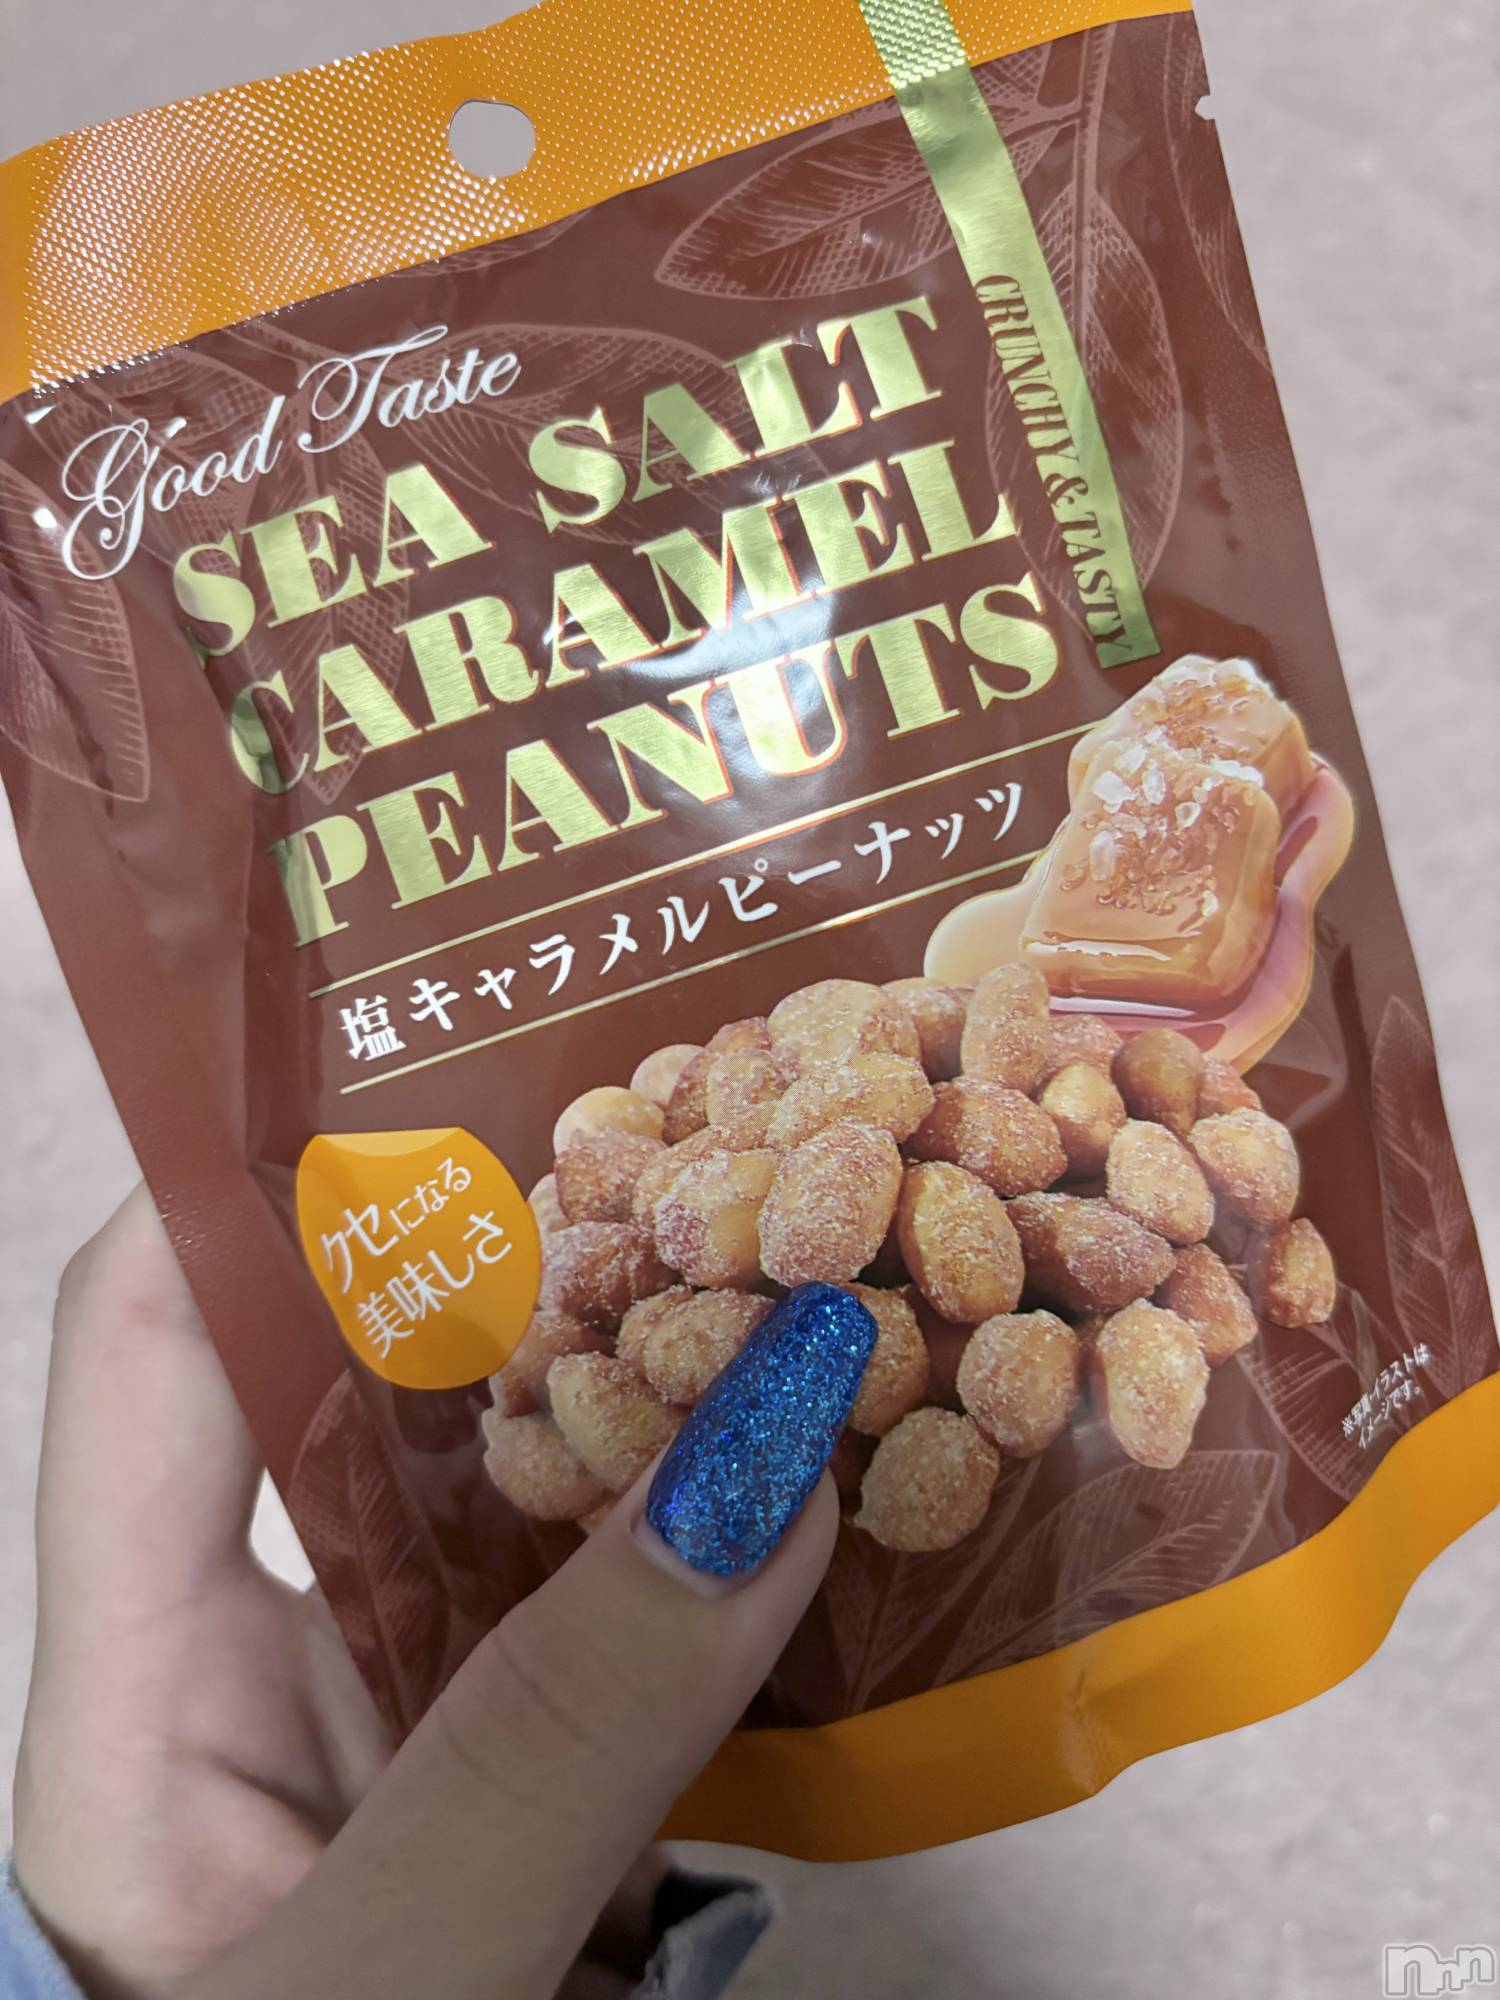 Good Taste
SEA SALT
CARAMEL
PEANUTS
CRUNCHY & TASTY
塩キャラメルピーナッツ
クセになる
美味しさ
※写真・イラストは
イメージです。
nnn